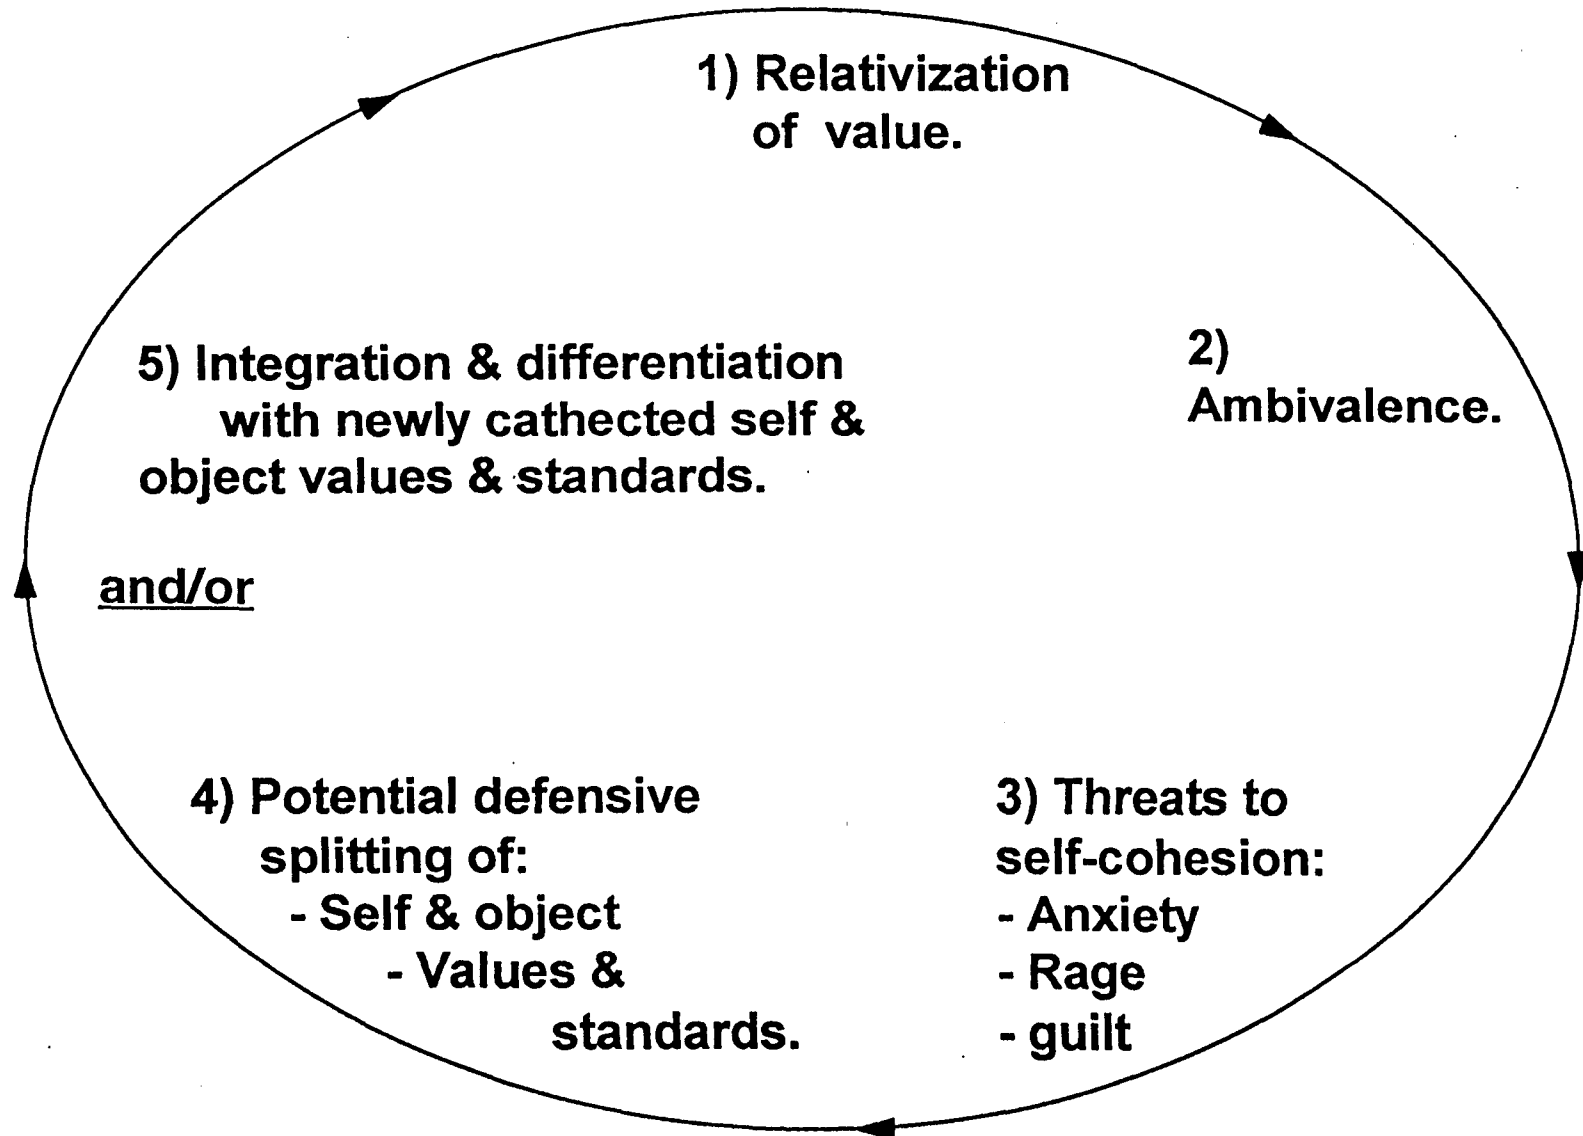 1) Relativization
of value.
2)
Ambivalence.
3) Threats to
self-cohesion:
- Anxiety
- Rage
- guilt
4) Potential defensive
splitting of:
- Self & object
- Values &
standards.
and/or
5) Integration & differentiation
with newly cathected self &
object values & standards.